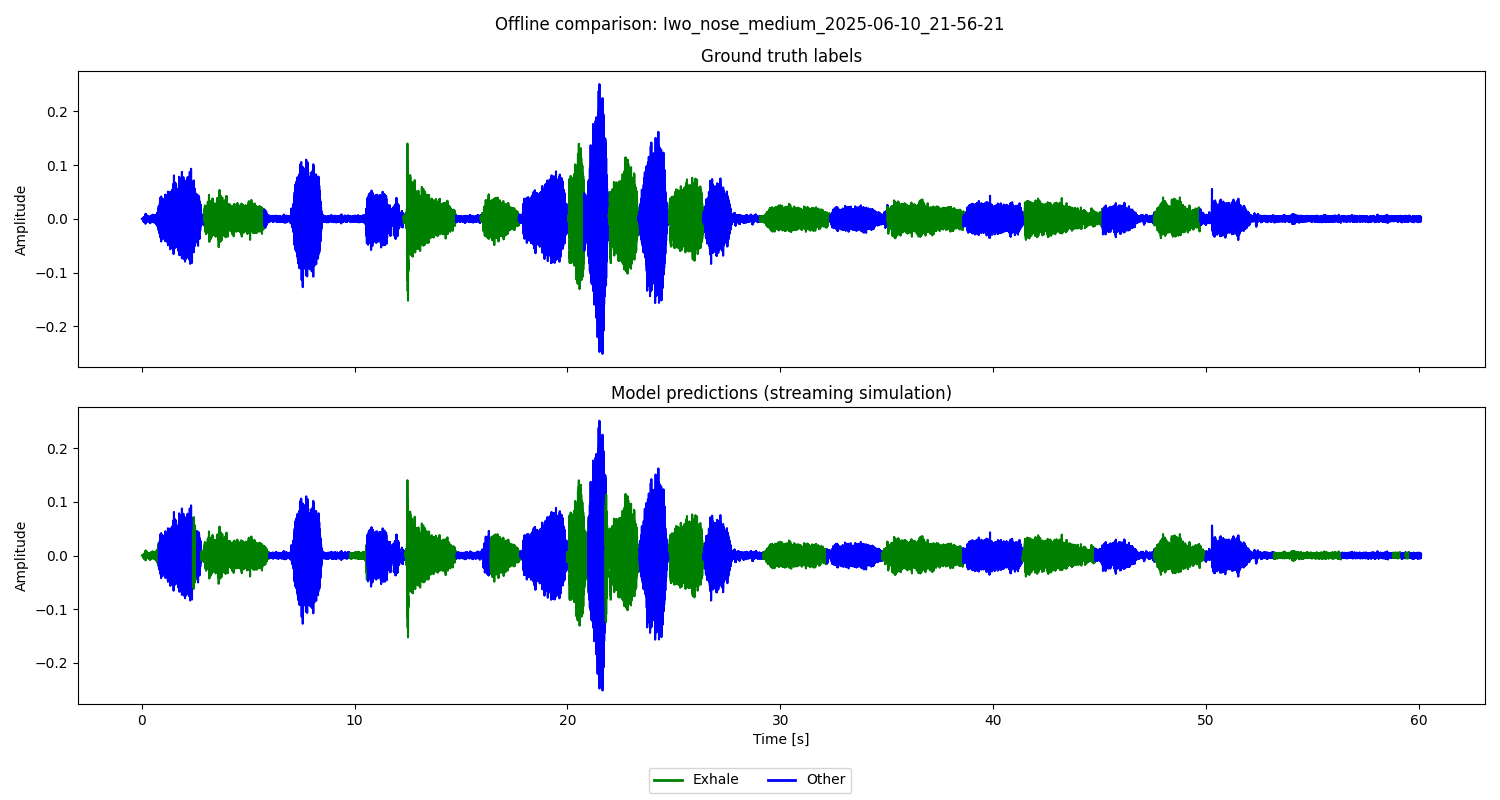 Offline comparison: Iwo_nose_medium_2025-06-10_21-56-21
Ground truth labels
0.2
0.1
0.0
−0.1
−0.2
Amplitude
Model predictions (streaming simulation)
0.2
0.1
0.0
−0.1
−0.2
Amplitude
0 10 20 30 40 50 60
Time [s]
Exhale Other